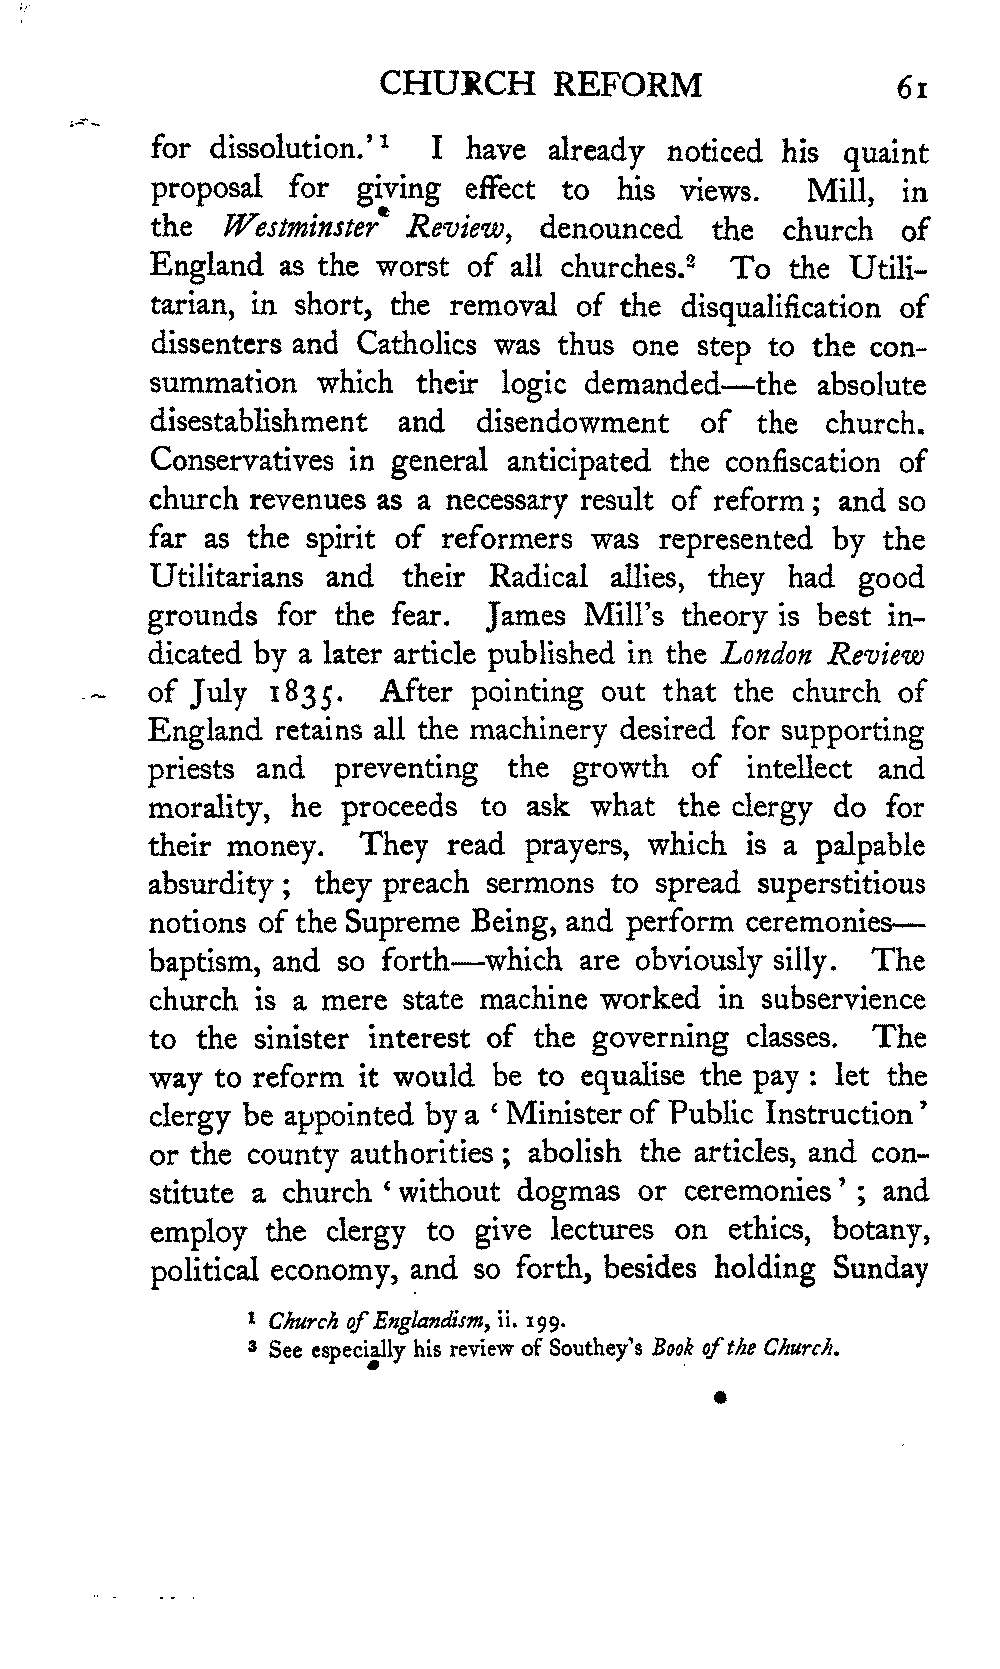 CHURCH REFORM 61
for dissolution.’¹ I have already noticed his quaint
proposal for giving effect to his views. Mill, in
the Westminster Review, denounced the church of
England as the worst of all churches.² To the Utili-
tarian, in short, the removal of the disqualification of
dissenters and Catholics was thus one step to the con-
summation which their logic demanded—the absolute
disestablishment and disendowment of the church.
Conservatives in general anticipated the confiscation of
church revenues as a necessary result of reform ; and so
far as the spirit of reformers was represented by the
Utilitarians and their Radical allies, they had good
grounds for the fear. James Mill’s theory is best in-
dicated by a later article published in the London Review
of July 1835. After pointing out that the church of
England retains all the machinery desired for supporting
priests and preventing the growth of intellect and
morality, he proceeds to ask what the clergy do for
their money. They read prayers, which is a palpable
absurdity ; they preach sermons to spread superstitious
notions of the Supreme Being, and perform ceremonies—
baptism, and so forth—which are obviously silly. The
church is a mere state machine worked in subservience
to the sinister interest of the governing classes. The
way to reform it would be to equalise the pay : let the
clergy be appointed by a ‘ Minister of Public Instruction ’
or the county authorities ; abolish the articles, and con-
stitute a church ‘ without dogmas or ceremonies ’ ; and
employ the clergy to give lectures on ethics, botany,
political economy, and so forth, besides holding Sunday
¹ Church of Englandism, ii. 199.
² See especially his review of Southey’s Book of the Church.